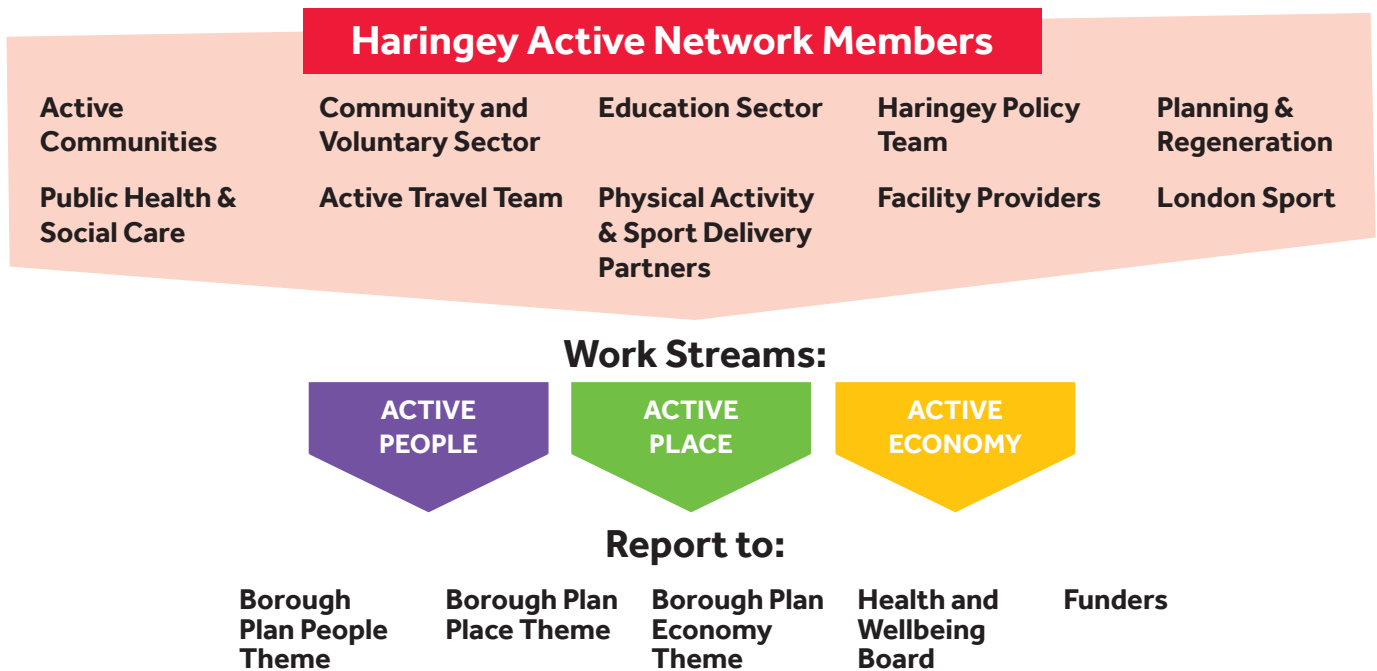 Haringey Active Network Members
Active
Communities
Community and
Voluntary Sector
Education Sector
Haringey Policy
Team
Planning &
Regeneration
Public Health &
Social Care
Active Travel Team
Physical Activity
& Sport Delivery
Partners
Facility Providers
London Sport
Work Streams:
ACTIVE
PEOPLE
ACTIVE
PLACE
ACTIVE
ECONOMY
Report to:
Borough
Plan People
Theme
Borough Plan
Place Theme
Borough Plan
Economy
Theme
Health and
Wellbeing
Board
Funders